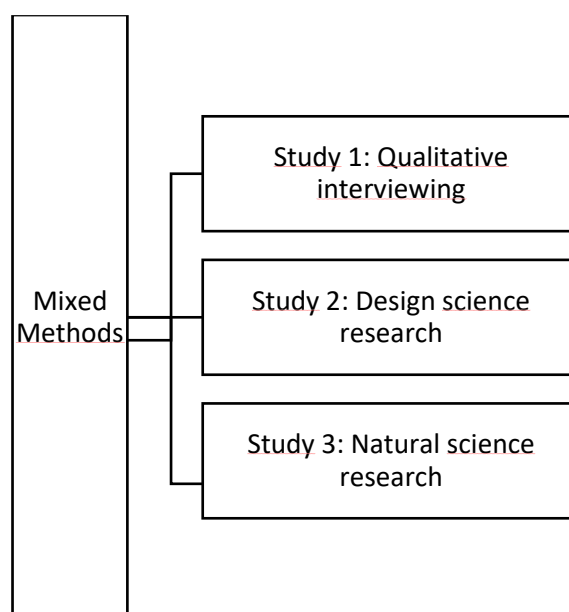 Mixed
Methods
Study 1: Qualitative
interviewing
Study 2: Design science
research
Study 3: Natural science
research